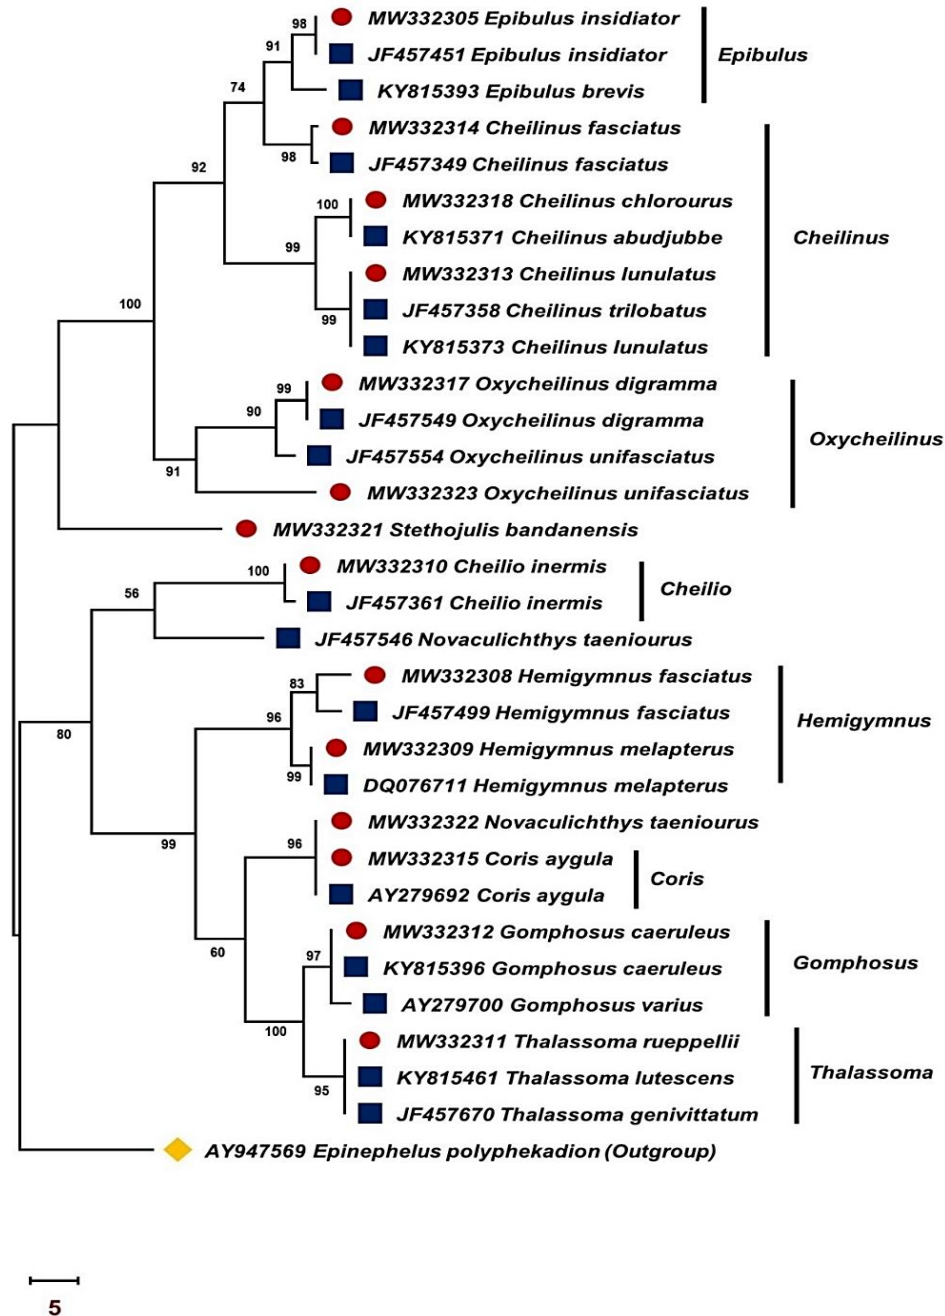 98
MW332305 Epibulus insidiator
91
JF457451 Epibulus insidiator
Epibulus
74
KY815393 Epibulus brevis
MW332314 Cheilinus fasciatus
98
JF457349 Cheilinus fasciatus
92
100
MW332318 Cheilinus chlorourus
KY815371 Cheilinus abudjubbe
Cheilinus
99
MW332313 Cheilinus lunulatus
100
99
JF457358 Cheilinus trilobatus
KY815373 Cheilinus lunulatus
99
MW332317 Oxycheilinus digramma
90
JF457549 Oxycheilinus digramma
Oxycheilinus
JF457554 Oxycheilinus unifasciatus
91
MW332323 Oxycheilinus unifasciatus
MW332321 Stethojulis bandanensis
100
MW332310 Cheilio inermis
Cheilio
56
JF457361 Cheilio inermis
JF457546 Novaculichthys taeniourus
83
MW332308 Hemigymnus fasciatus
96
JF457499 Hemigymnus fasciatus
Hemigymnus
80
MW332309 Hemigymnus melapterus
99
DQ076711 Hemigymnus melapterus
MW332322 Novaculichthys taeniourus
99
96
MW332315 Coris aygula
Coris
AY279692 Coris aygula
MW332312 Gomphosus caeruleus
60
97
KY815396 Gomphosus caeruleus
Gomphosus
AY279700 Gomphosus varius
100
MW332311 Thalassoma rueppellii
95
KY815461 Thalassoma lutescens
Thalassoma
JF457670 Thalassoma genivittatum
AY947569 Epinephelus polyphekadion (Outgroup)
5